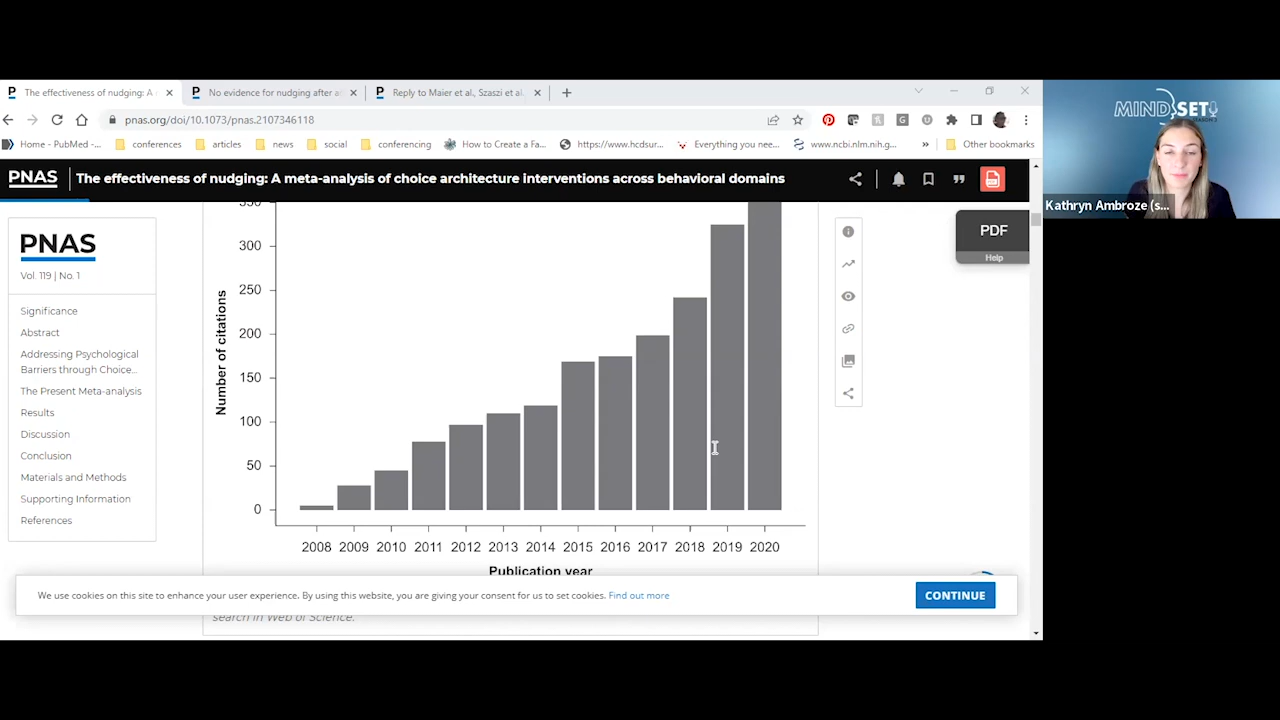 The effectiveness of nudging: A
No evidence for nudging after a
Reply to Maier et al., Szaszi et al.
pnas.org/doi/10.1073/pnas.2107346118
Home - PubMed -...
conferences
articles
news
social
conferencing
How to Create a Fa...
https://www.hcdsur...
Everything you nee...
www.ncbi.nlm.nih.g...
»
Other bookmarks
PNAS
The effectiveness of nudging: A meta-analysis of choice architecture interventions across behavioral domains
PDF
Help
PNAS
Vol. 119 | No. 1
Significance
Abstract
Addressing Psychological
Barriers through Choice...
The Present Meta-analysis
Results
Discussion
Conclusion
Materials and Methods
Supporting Information
References
Number of citations
350
300
250
200
150
100
50
0
2008 2009 2010 2011 2012 2013 2014 2015 2016 2017 2018 2019 2020
Publication year
We use cookies on this site to enhance your user experience. By using this website, you are giving your consent for us to set cookies. Find out more
CONTINUE
search in Web of Science.
MINDSET
Kathryn Ambroze (s...